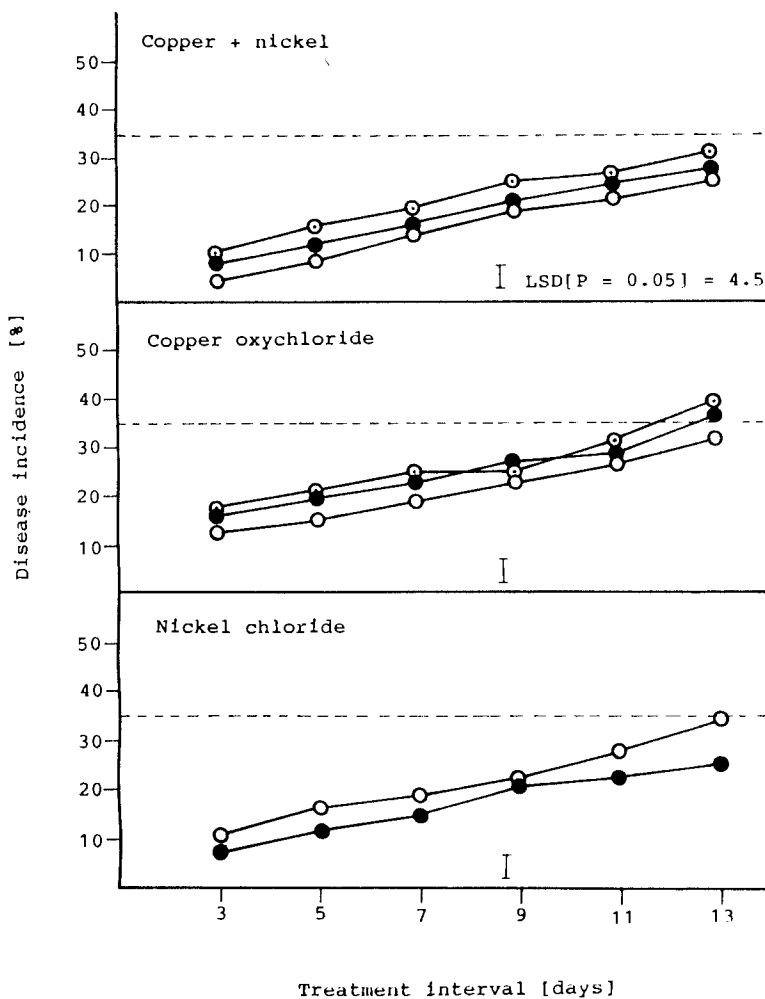 Copper + nickel
50
40
30
20
10
LSD[P = 0.05] = 4.5
Copper oxychloride
50
40
30
20
10
Disease incidence [%]
Nickel chloride
50
40
30
20
10
3 5 7 9 11 13
Treatment interval [days]